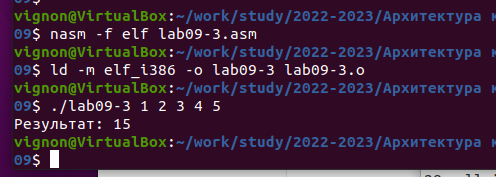 09$
vignon@VirtualBox:~/work/study/2022-2023/Архитектура к
09$ nasm -f elf lab09-3.asm
vignon@VirtualBox:~/work/study/2022-2023/Архитектура к
09$ ld -m elf_i386 -o lab09-3 lab09-3.o
vignon@VirtualBox:~/work/study/2022-2023/Архитектура к
09$ ./lab09-3 1 2 3 4 5
Результат: 15
vignon@VirtualBox:~/work/study/2022-2023/Архитектура к
09$